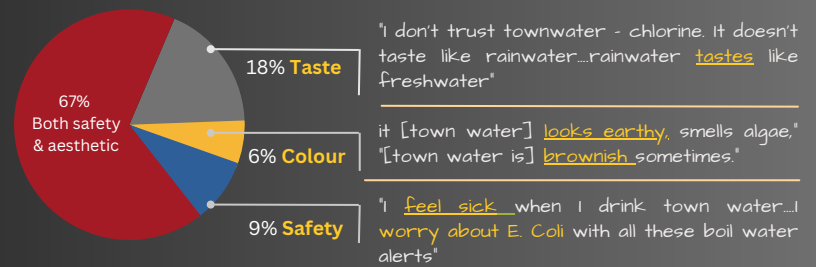 67%
Both safety
& aesthetic
18% Taste
"I don't trust townwater - chlorine. It doesn't
taste like rainwater....rainwater tastes like
freshwater"
6% Colour
it [town water] looks earthy, smells algae,"
"[town water is] brownish sometimes."
9% Safety
"I feel sick when I drink town water....I
worry about E. Coli with all these boil water
alerts"